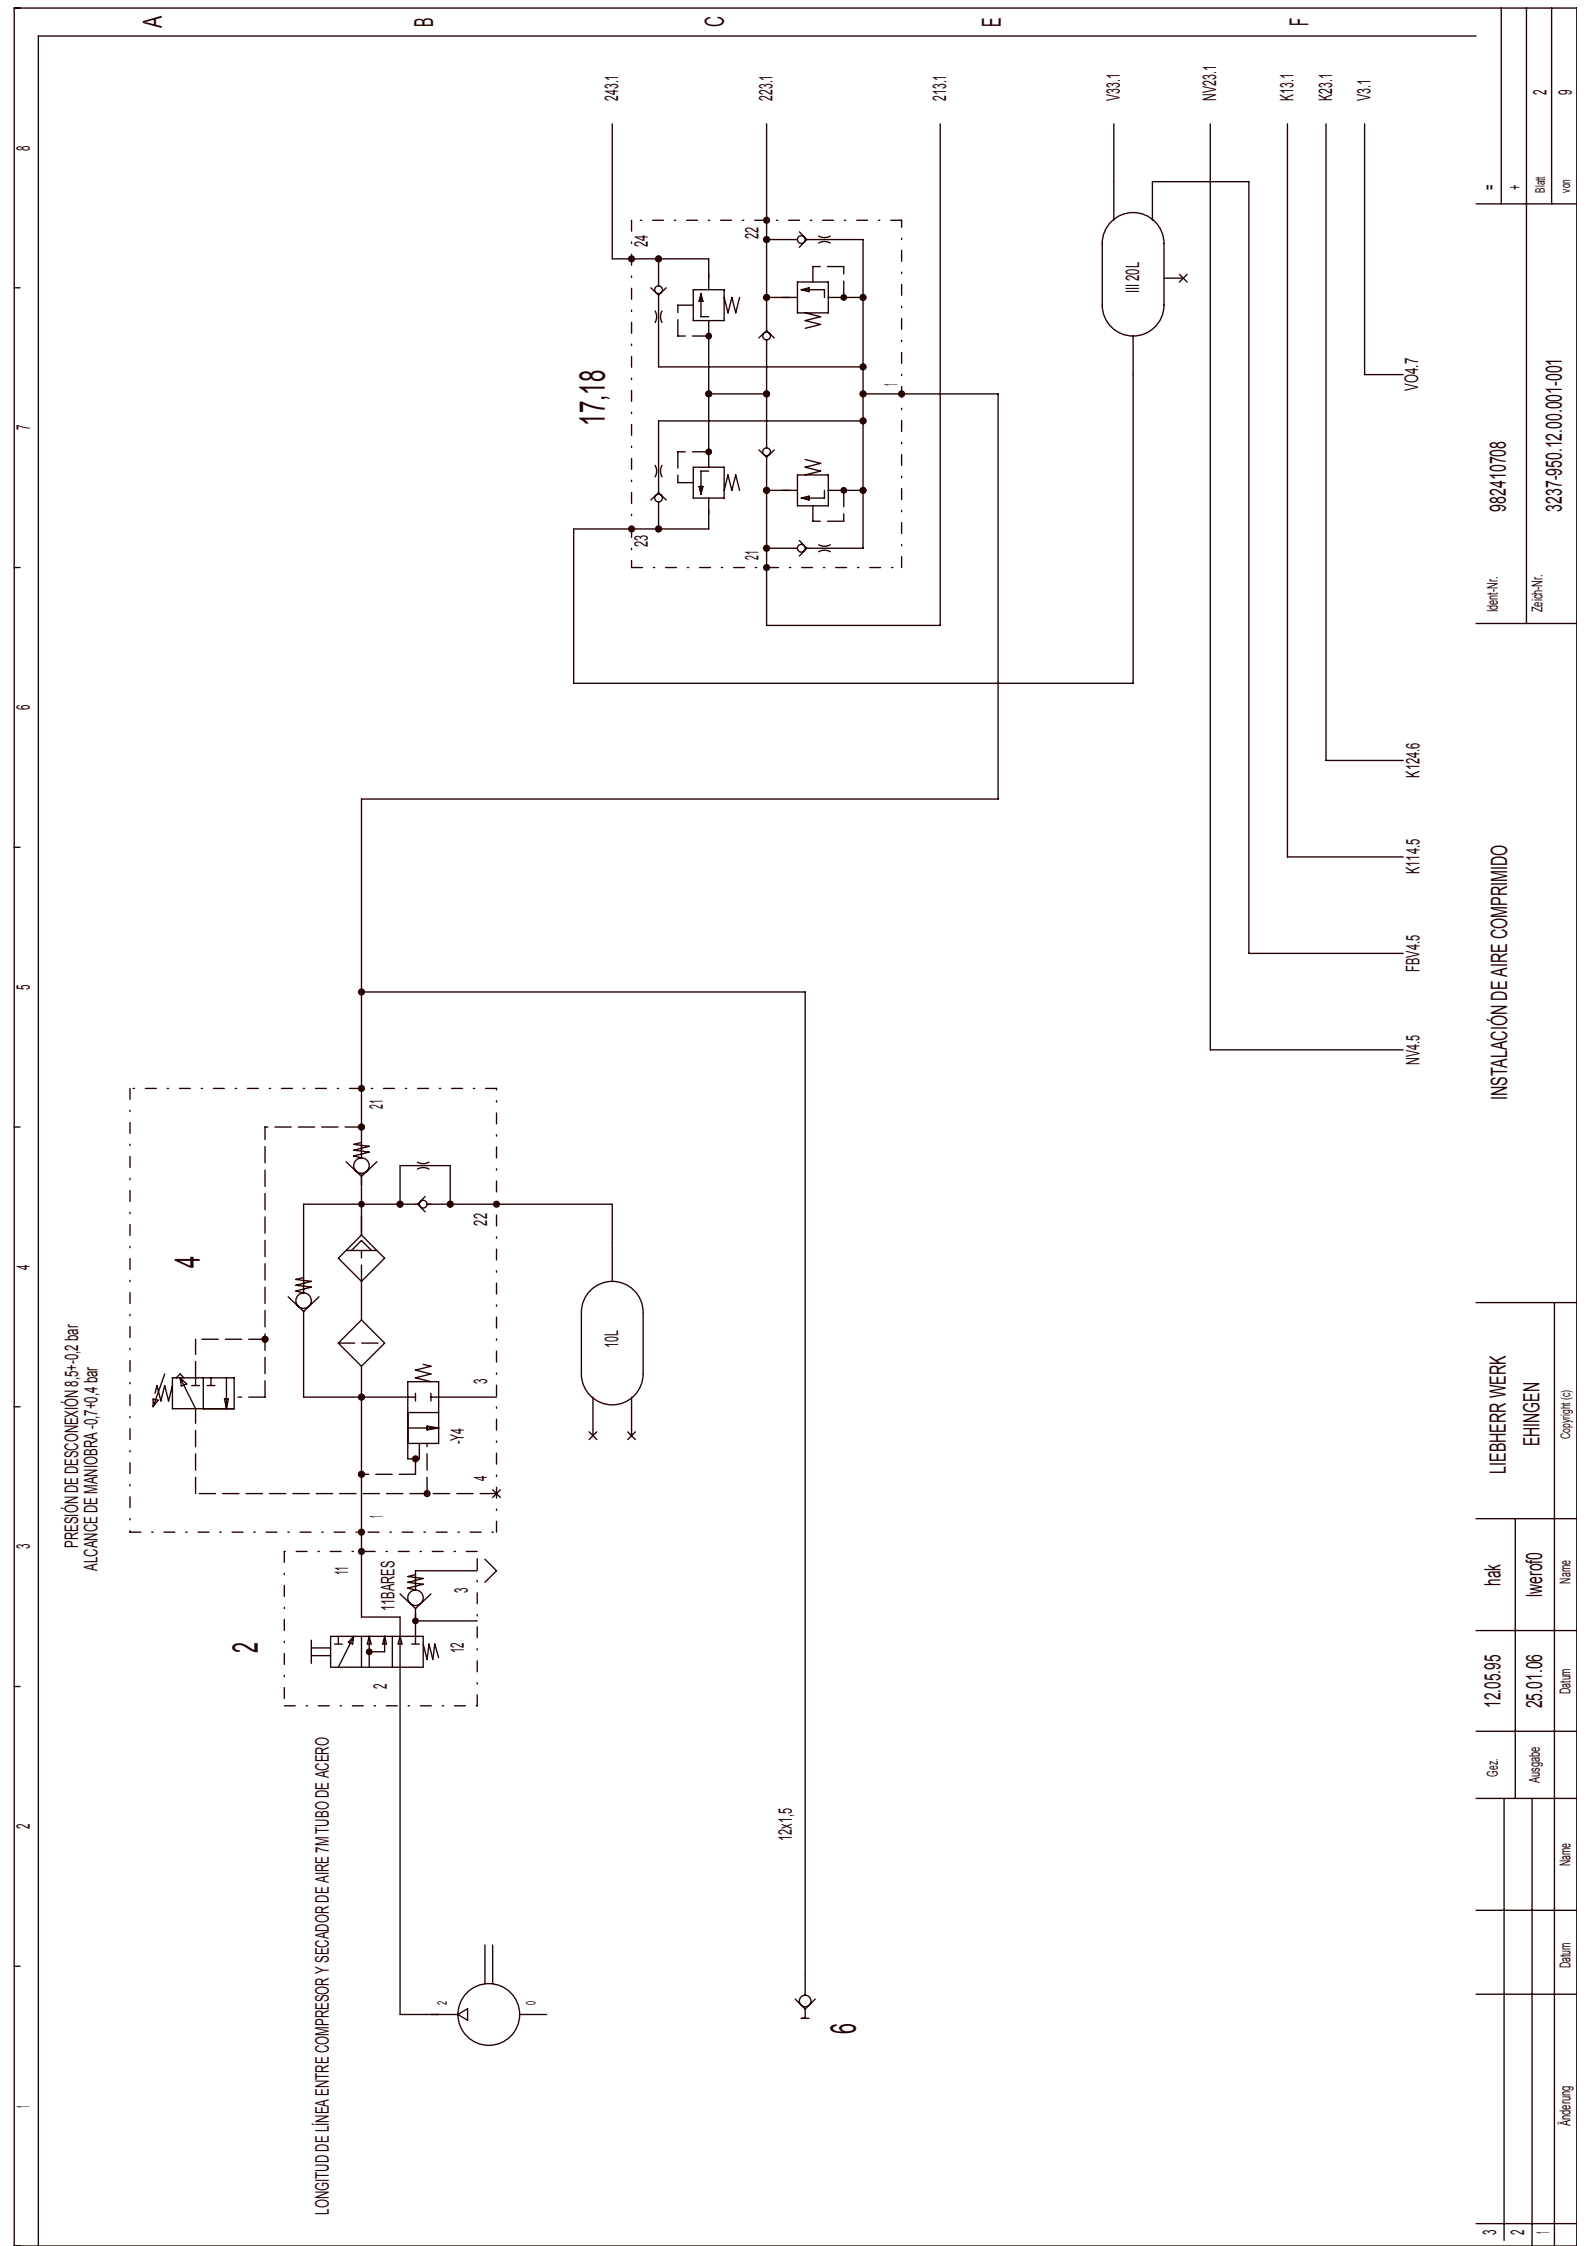 1
2
3
4
5
6
7
8
A
B
C
E
F
PRESIÓN DE DESCONEXIÓN 8,5+-0,2 bar
ALCANCE DE MANIOBRA -0,7+0,4 bar
LONGITUD DE LÍNEA ENTRE COMPRESOR Y SECADOR DE AIRE 7M TUBO DE ACERO
2
0
2
2
11
11BARES
3
12
4
1
4
-Y4
3
22
21
10L
12x1,5
6
17,18
23
24
21
22
1
243.1
223.1
213.1
V33.1
NV23.1
K13.1
K23.1
V3.1
III 20L
NV4.5
FBV4.5
K114.5
K124.6
VO4.7
3
2
1
Änderung
Datum
Name
Gez.
12.05.95
hak
Ausgabe
25.01.06
lwerof0
Datum
Name
LIEBHERR WERK
EHINGEN
Copyright (c)
INSTALACIÓN DE AIRE COMPRIMIDO
Ident-Nr.
982410708
Zeich-Nr.
3237-950.12.00.001-001
=
+
Blatt
2
von
9